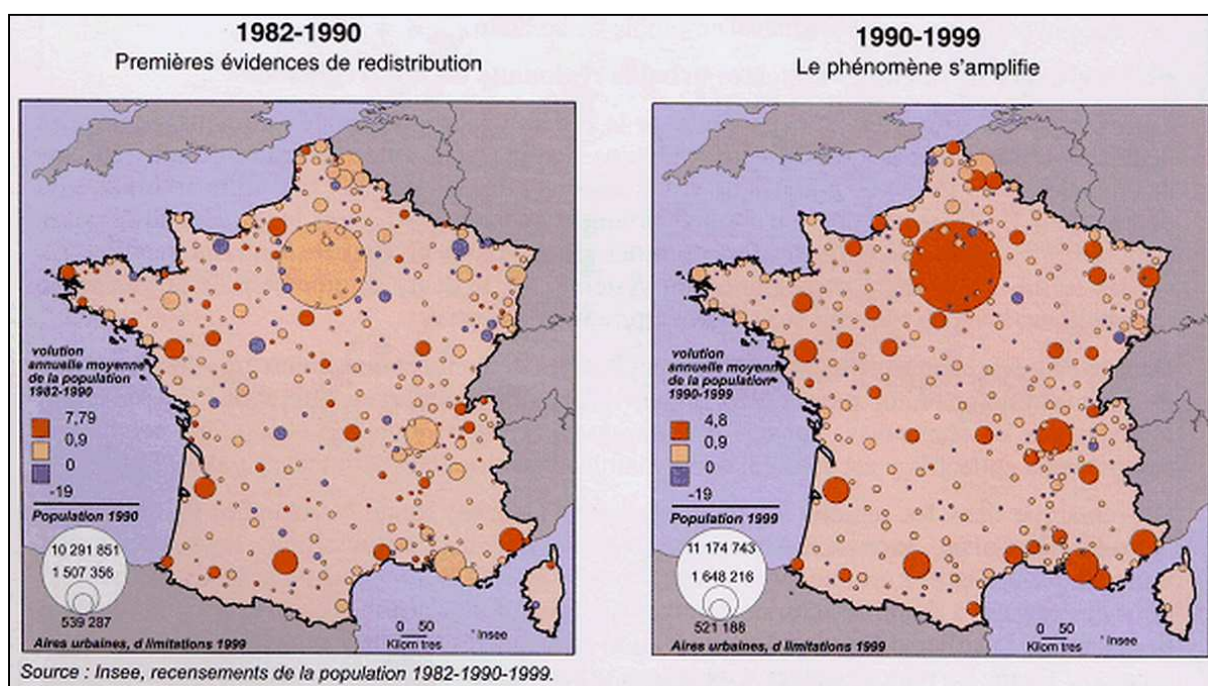 1982-1990
Premières évidences de redistribution
volution
annuelle moyenne
de la population
1982-1990
7,79
0,9
0
-19
Population 1990
10 291 851
1 507 356
539 287
Aires urbaines, d limitations 1999
0 50
Kilom tres
' Insee
1990-1999
Le phénomène s'amplifie
volution
annuelle moyenne
de la population
1990-1999
4,8
0,9
0
-19
Population 1999
11 174 743
1 648 216
521 188
Aires urbaines, d limitations 1999
0 50
Kilom tres
' Insee
Source : Insee, recensements de la population 1982-1990-1999.